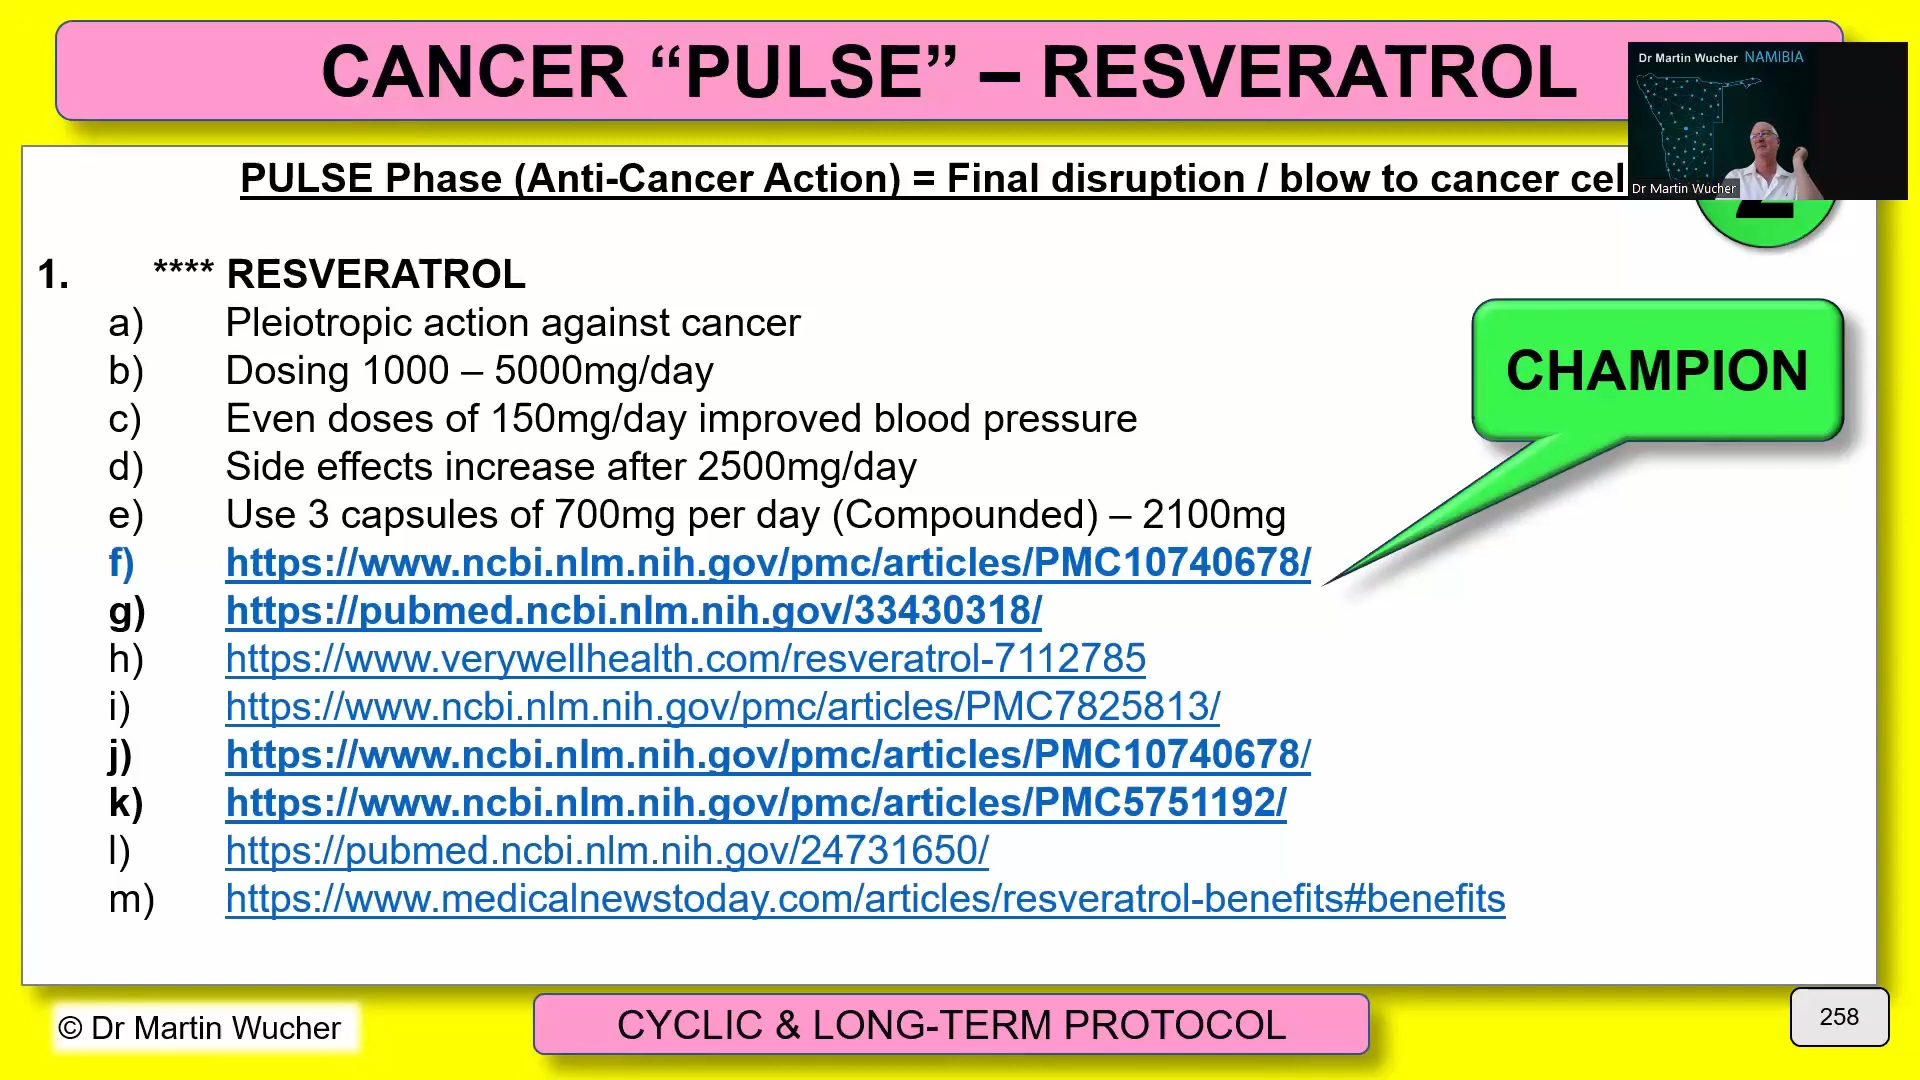 CANCER “PULSE” – RESVERATROL
Dr Martin Wucher NAMIBIA
Dr Martin Wucher
PULSE Phase (Anti-Cancer Action) = Final disruption / blow to cancer cel
1. **** RESVERATROL
a) Pleiotropic action against cancer
b) Dosing 1000 – 5000mg/day
c) Even doses of 150mg/day improved blood pressure
d) Side effects increase after 2500mg/day
e) Use 3 capsules of 700mg per day (Compounded) – 2100mg
f) https://www.ncbi.nlm.nih.gov/pmc/articles/PMC10740678/
g) https://pubmed.ncbi.nlm.nih.gov/33430318/
h) https://www.verywellhealth.com/resveratrol-7112785
i) https://www.ncbi.nlm.nih.gov/pmc/articles/PMC7825813/
j) https://www.ncbi.nlm.nih.gov/pmc/articles/PMC10740678/
k) https://www.ncbi.nlm.nih.gov/pmc/articles/PMC5751192/
l) https://pubmed.ncbi.nlm.nih.gov/24731650/
m) https://www.medicalnewstoday.com/articles/resveratrol-benefits#benefits
CHAMPION
© Dr Martin Wucher
CYCLIC & LONG-TERM PROTOCOL
258